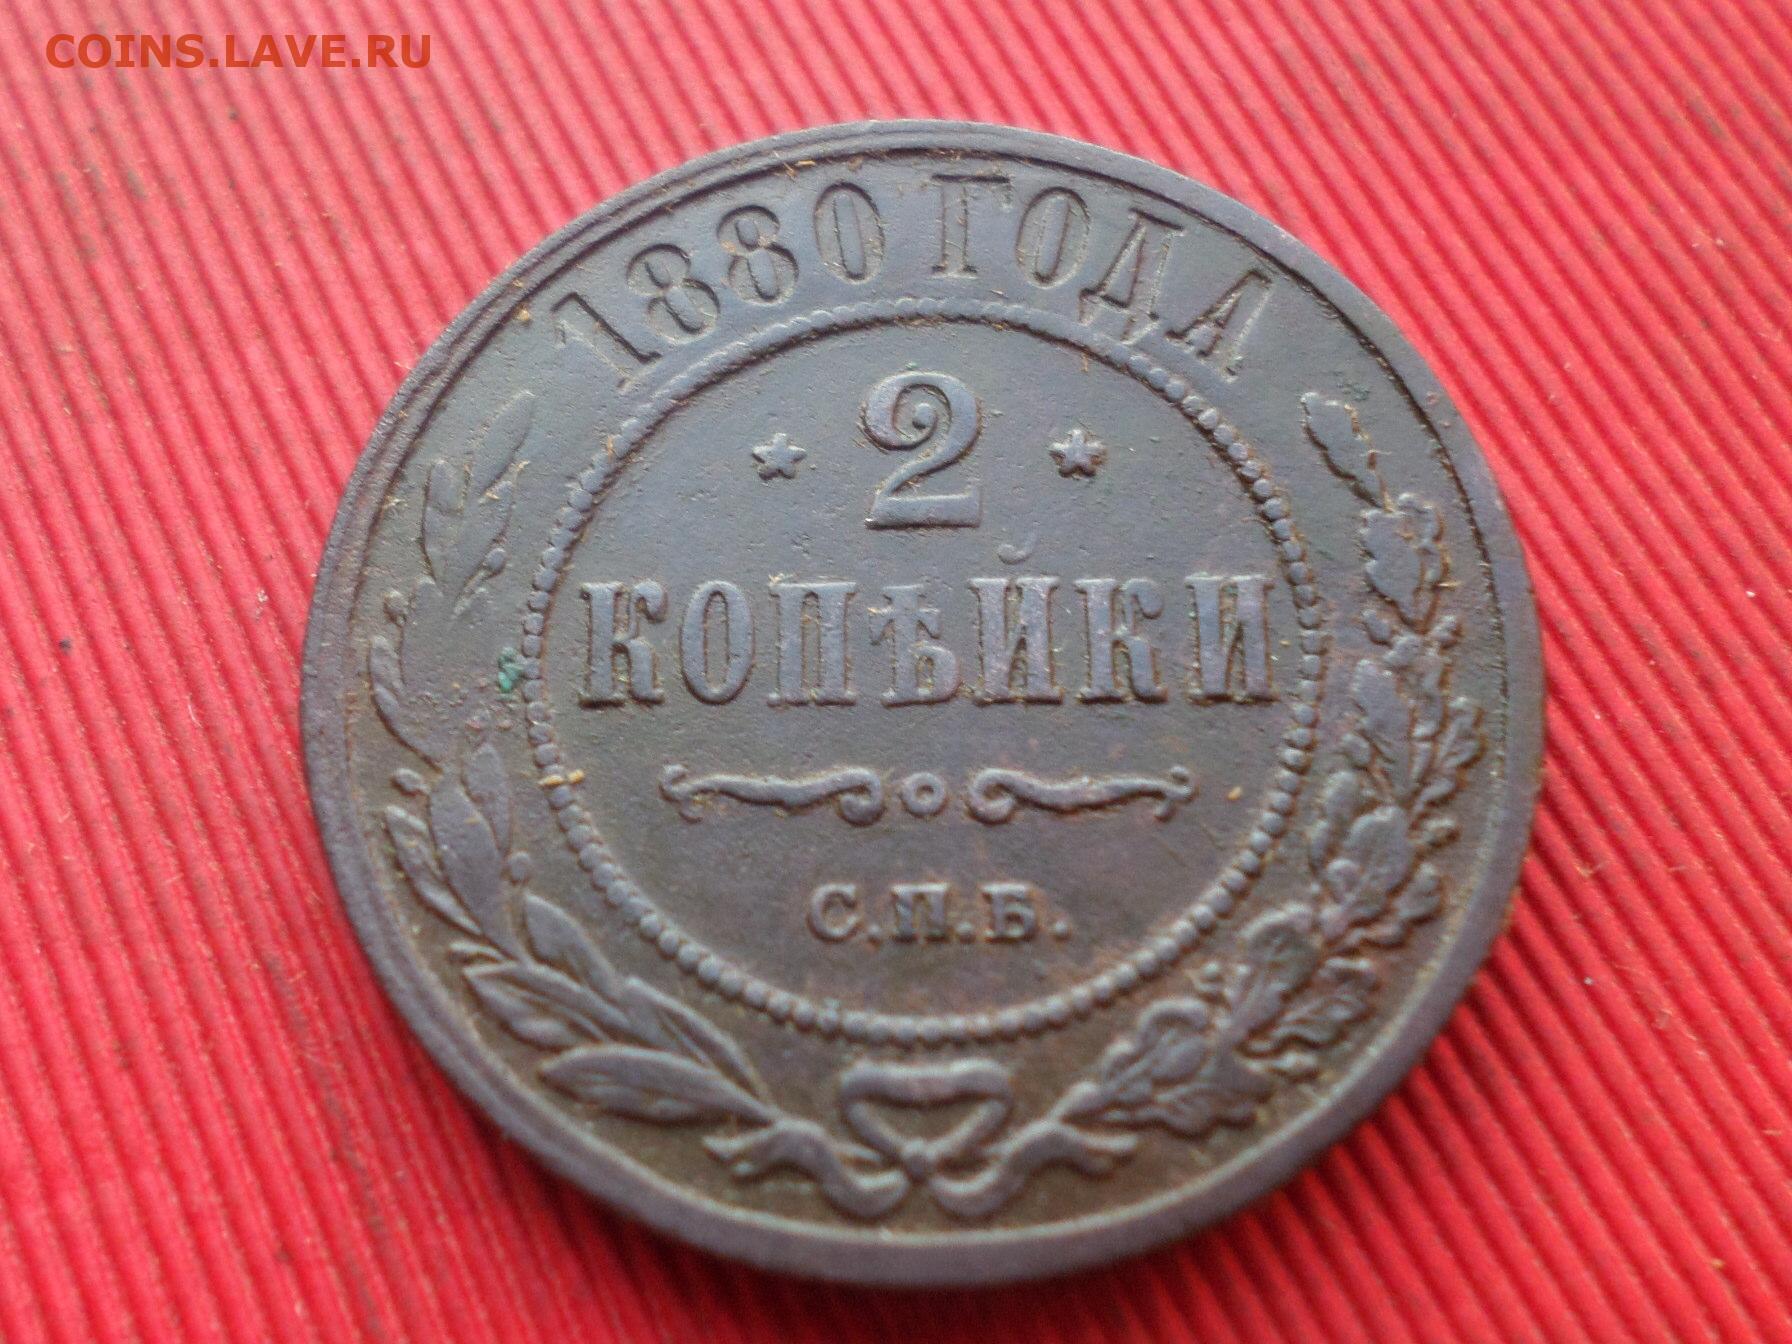 COINS.LAVE.RU
1880 ГОДА
2
КОПѢЙКИ
С.П.Б.